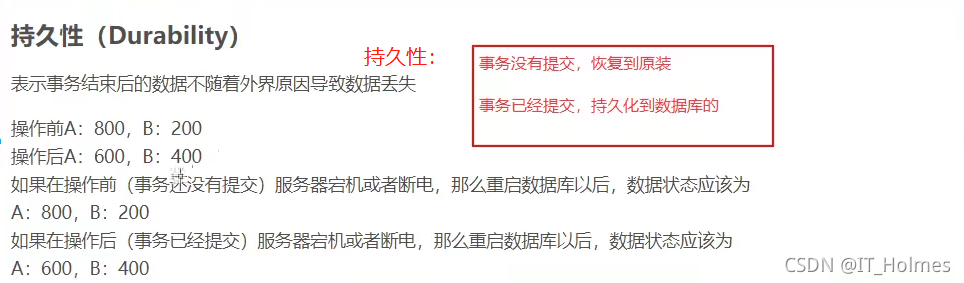 持久性（Durability）
持久性：
事务没有提交，恢复到原装
事务已经提交，持久化到数据库的
表示事务结束后的数据不随着外界原因导致数据丢失
操作前A：800，B：200
操作后A：600，B：400
如果在操作前（事务还没有提交）服务器宕机或者断电，那么重启数据库以后，数据状态应该为
A：800，B：200
如果在操作后（事务已经提交）服务器宕机或者断电，那么重启数据库以后，数据状态应该为
A：600，B：400
CSDN @IT_Holmes